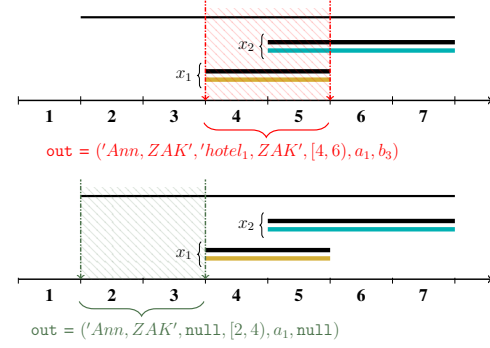 x₂
x₁
1 2 3 4 5 6 7
out = ('Ann, ZAK', 'hotel₁, ZAK', [4, 6), a₁, b₃)
x₂
x₁
1 2 3 4 5 6 7
out = ('Ann, ZAK', null, [2, 4), a₁, null)